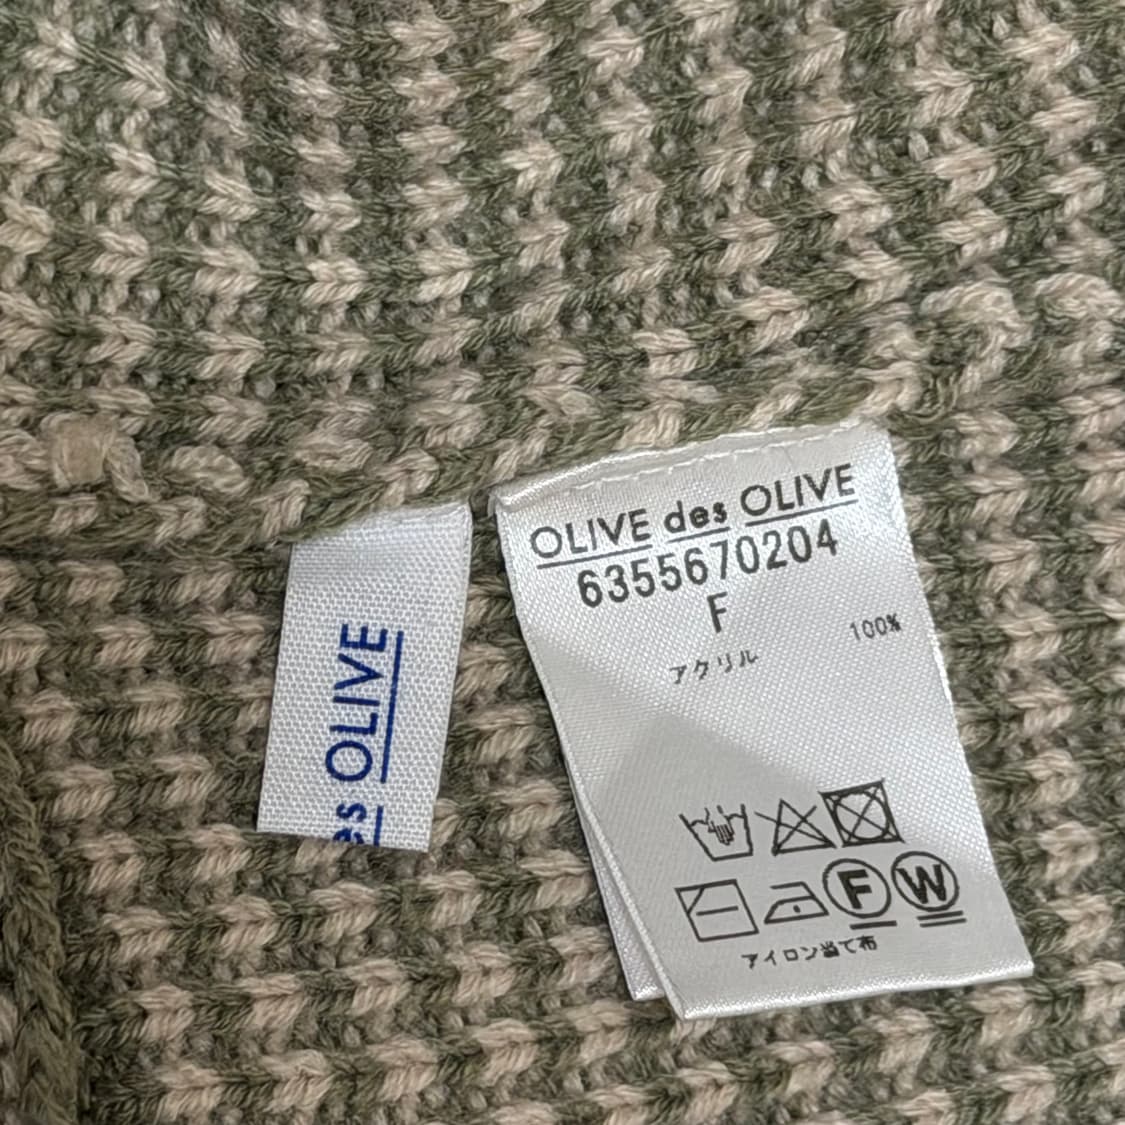 OLIVE des OLIVE
6355670204
F
アクリル 100%
F W
アイロン当て布
es OLIVE